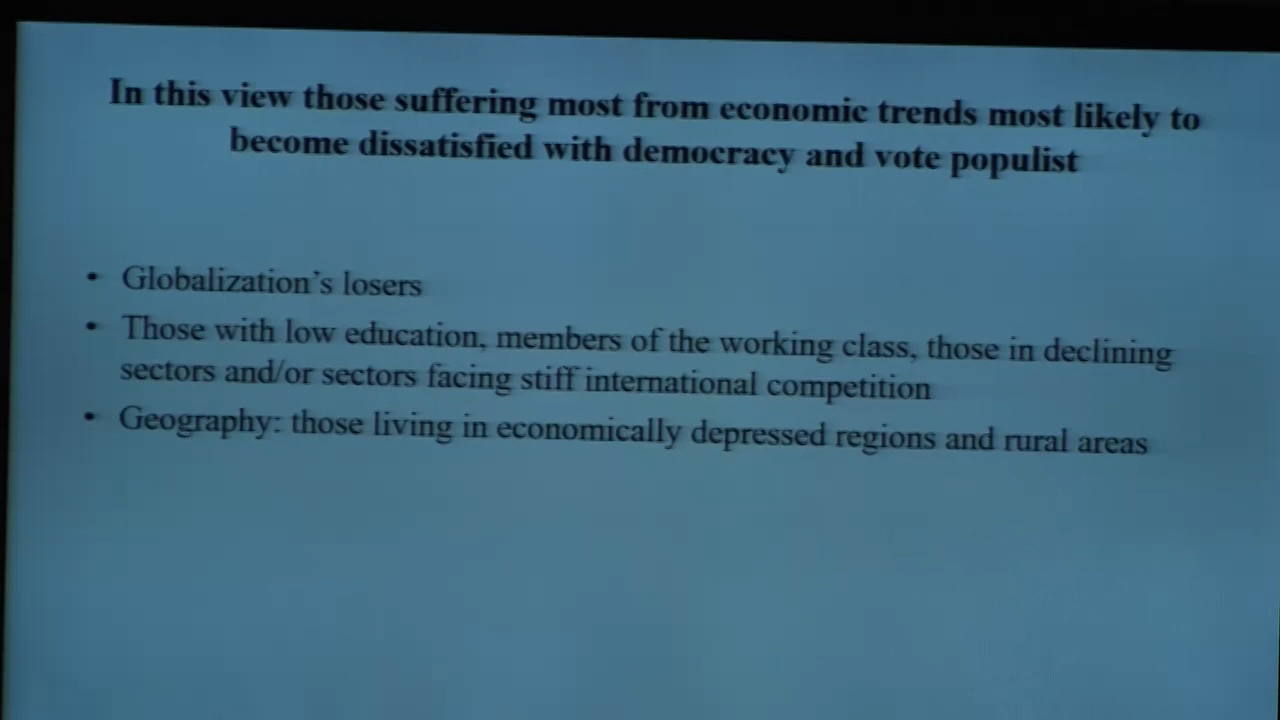 In this view those suffering most from economic trends most likely to
become dissatisfied with democracy and vote populist
• Globalization’s losers
• Those with low education, members of the working class, those in declining
sectors and/or sectors facing stiff international competition
• Geography: those living in economically depressed regions and rural areas